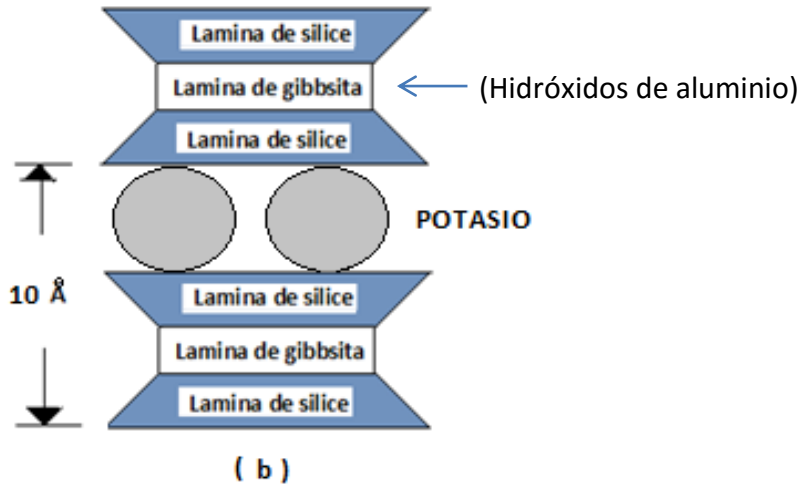 Lamina de silice
Lamina de gibbsita
(Hidróxidos de aluminio)
Lamina de silice
POTASIO
10 Å
Lamina de silice
Lamina de gibbsita
Lamina de silice
( b )